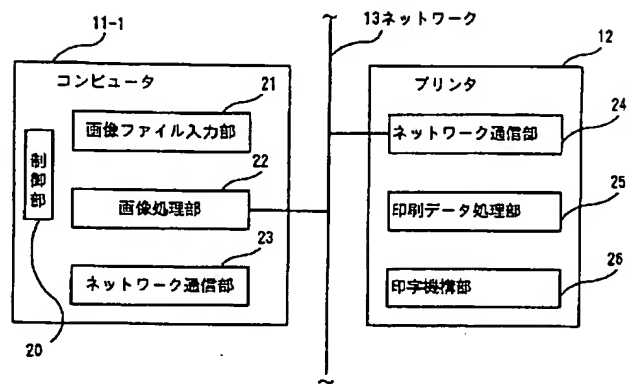 11-1
コンピュータ
21
画像ファイル入力部
制御部
22
画像処理部
23
ネットワーク通信部
20
13ネットワーク
12
プリンタ
24
ネットワーク通信部
25
印刷データ処理部
26
印字機構部